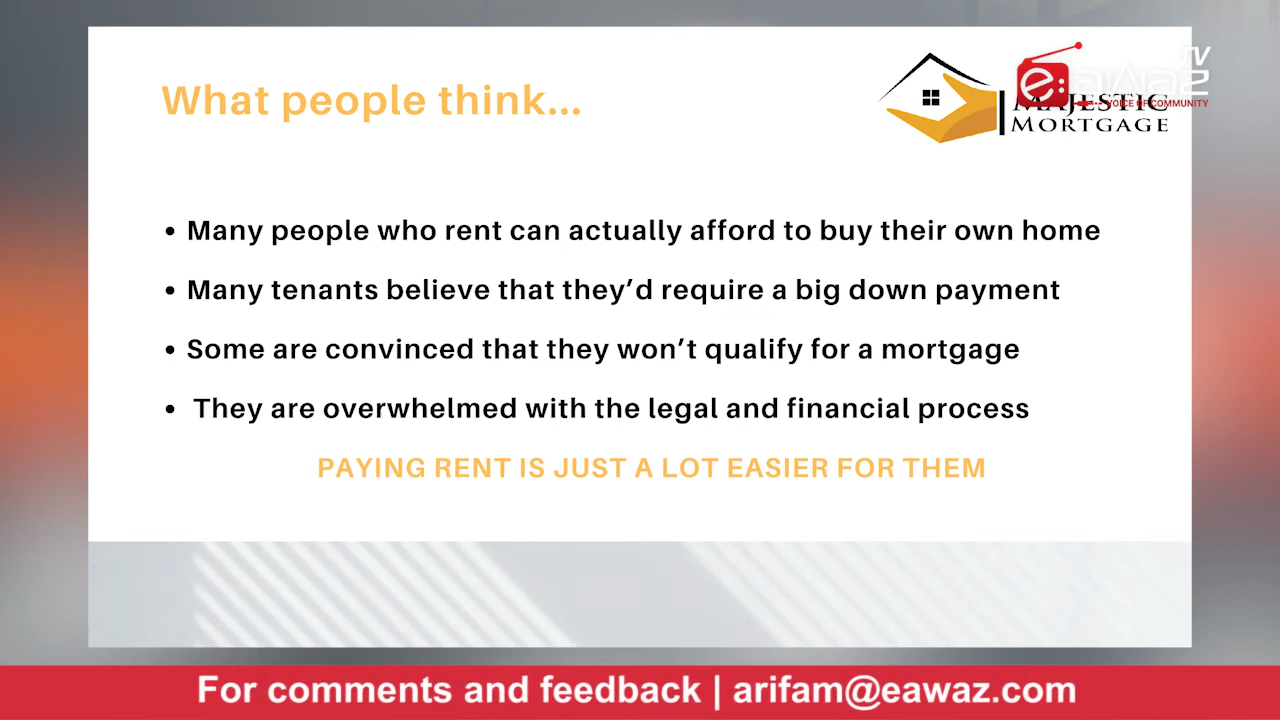 What people think...
TV
e:awaz
VOICE OF COMMUNITY
MAJESTIC
MORTGAGE
• Many people who rent can actually afford to buy their own home
• Many tenants believe that they’d require a big down payment
• Some are convinced that they won’t qualify for a mortgage
• They are overwhelmed with the legal and financial process
PAYING RENT IS JUST A LOT EASIER FOR THEM
For comments and feedback | arifam@eawaz.com